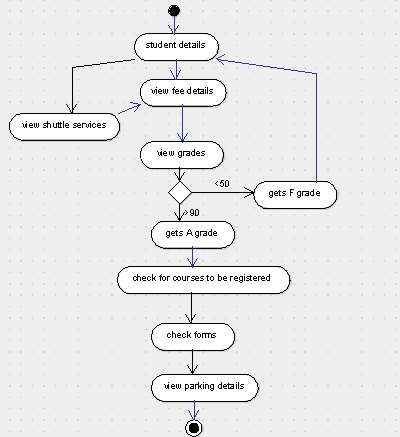 student details
view fee details
view shuttle services
view grades
<50
gets F grade
>90
gets A grade
check for courses to be registered
check forms
view parking details